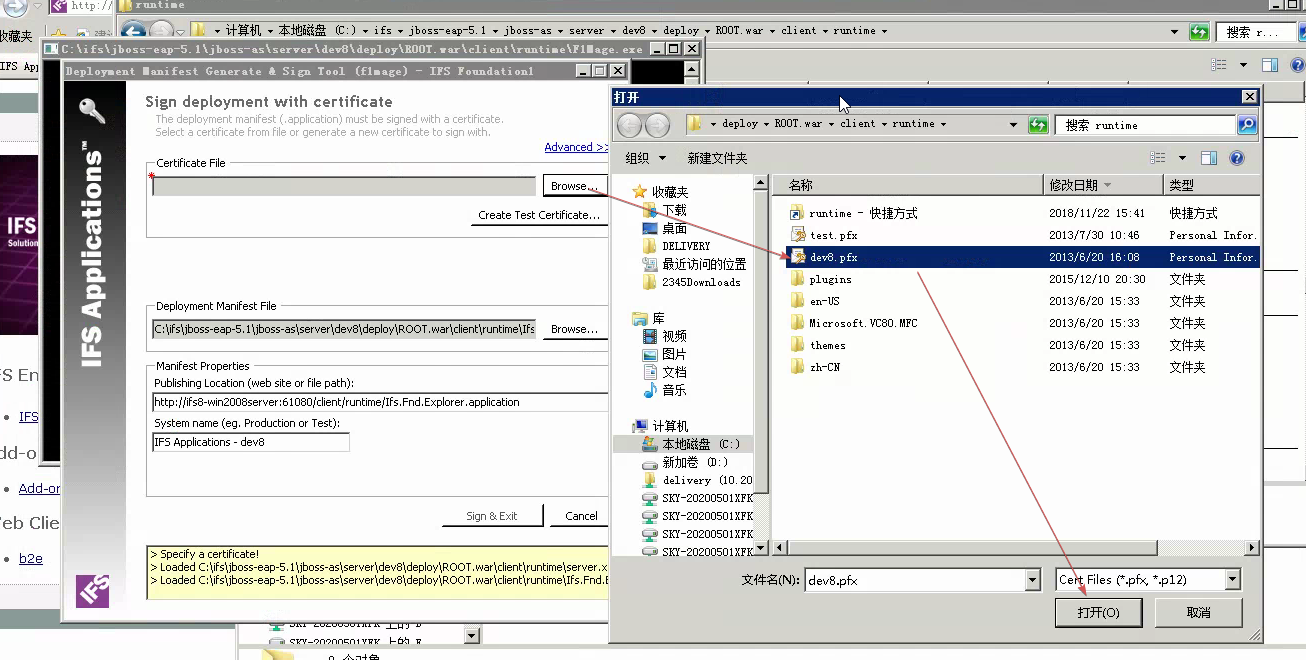 http://
runtime
收藏夹
计算机 本地磁盘 (C:) ifs jboss-eap-5.1 jboss-as server dev8 deploy ROOT.war client runtime
搜索 r...
C:\ifs\jboss-eap-5.1\jboss-as\server\dev8\deploy\ROOT.war\client\runtime\F1Mage.exe
Deployment Manifest Generate & Sign Tool (f1mage) - IFS Foundation1
IFS Applications™
Sign deployment with certificate
The deployment manifest (.application) must be signed with a certificate.
Select a certificate from file or generate a new certificate to sign with.
Advanced >>
Certificate File
*
Browse...
Create Test Certificate...
Deployment Manifest File
C:\ifs\jboss-eap-5.1\jboss-as\server\dev8\deploy\ROOT.war\client\runtime\Ifs
Browse...
Manifest Properties
Publishing Location (web site or file path):
http://ifs8-win2008server:61080/client/runtime/Ifs.Fnd.Explorer.application
System name (eg. Production or Test):
IFS Applications - dev8
Sign & Exit
Cancel
> Specify a certificate!
> Loaded C:\ifs\jboss-eap-5.1\jboss-as\server\dev8\deploy\ROOT.war\client\runtime\server.x
> Loaded C:\ifs\jboss-eap-5.1\jboss-as\server\dev8\deploy\ROOT.war\client\runtime\Ifs.Fnd.E
IFS
IFS App
IFS
Solution
FS En
IFS
Add-o
Add-on
Web Clie
b2e
打开
deploy ROOT.war client runtime
搜索 runtime
组织
新建文件夹
收藏夹
下载
桌面
DELIVERY
最近访问的位置
2345Downloads
库
视频
图片
文档
音乐
计算机
本地磁盘 (C:)
新加卷 (D:)
delivery (10.20
SKY-20200501XFK
SKY-20200501XFK
SKY-20200501XFK
SKY-20200501XFK
名称 修改日期 类型
runtime - 快捷方式 2018/11/22 15:41 快捷方式
test.pfx 2013/7/30 10:46 Personal Infor.
dev8.pfx 2013/6/20 16:08 Personal Infor.
plugins 2015/12/10 20:30 文件夹
en-US 2013/6/20 15:33 文件夹
Microsoft.VC80.MFC 2013/6/20 15:33 文件夹
themes 2013/6/20 15:33 文件夹
zh-CN 2013/6/20 15:33 文件夹
文件名(N): dev8.pfx
Cert Files (*.pfx, *.p12)
打开(O)
取消
SKY-20200501XFK 上的 E
SKY-20200501XFK 上的 F
个对象